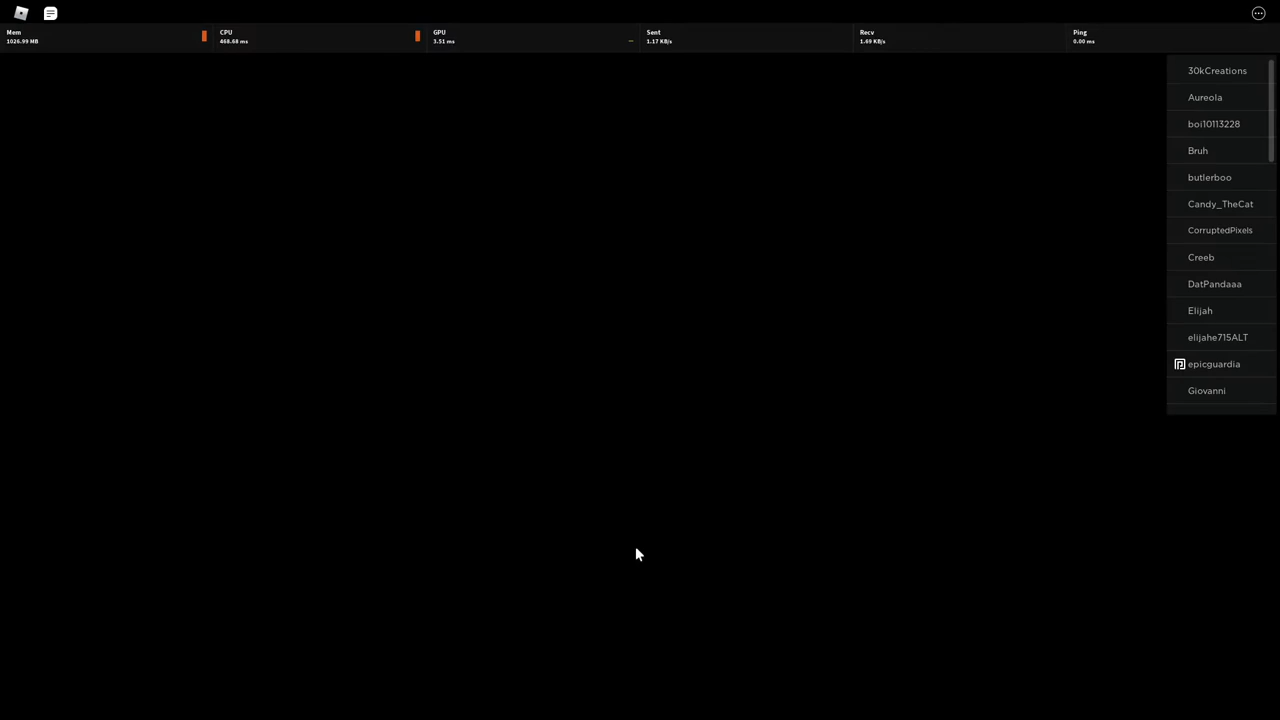 Mem
1026.99 MB
CPU
468.68 ms
GPU
3.51 ms
Sent
1.17 KB/s
Recv
1.69 KB/s
Ping
0.00 ms
30kCreations
Aureola
boi10113228
Bruh
butlerboo
Candy_TheCat
CorruptedPixels
Creeb
DatPandaaa
Elijah
elijahe715ALT
epicguardia
Giovanni